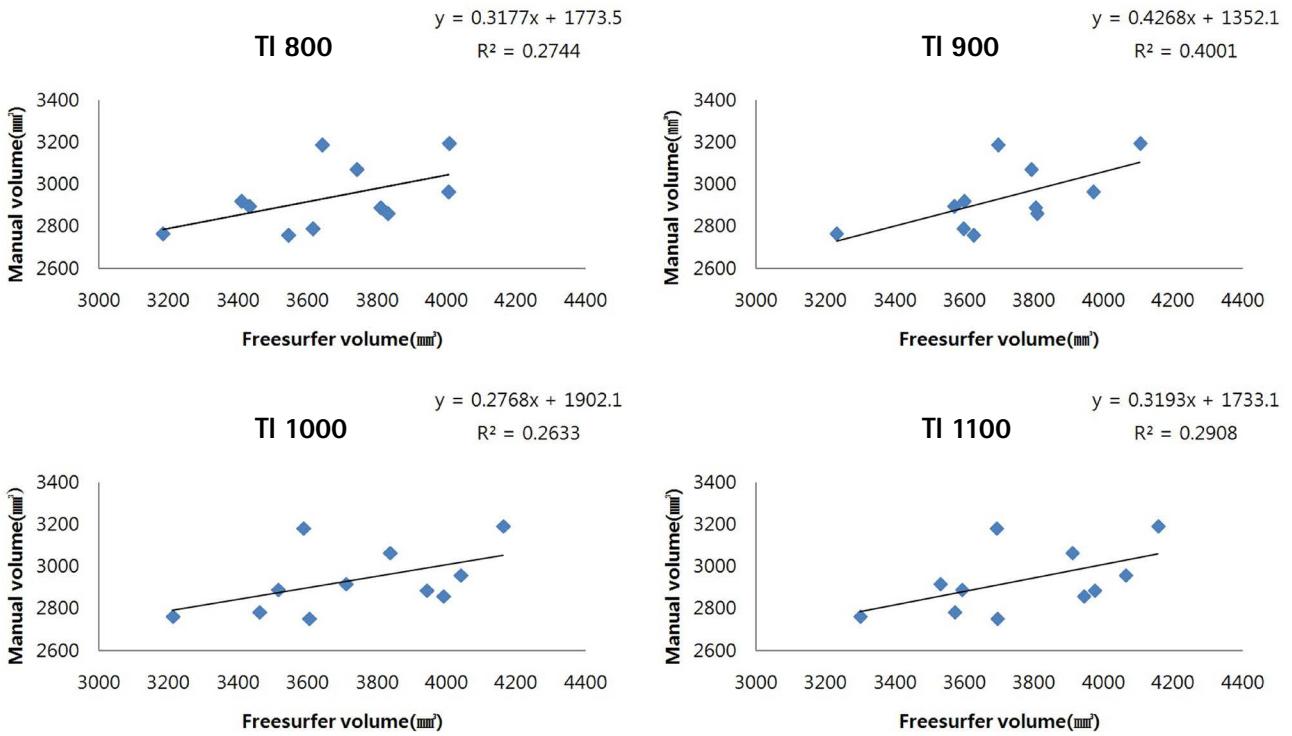 TI 800
y = 0.3177x + 1773.5
R² = 0.2744
Manual volume(㎣)
3400
3200
3000
2800
2600
3000 3200 3400 3600 3800 4000 4200 4400
Freesurfer volume(㎣)
TI 900
y = 0.4268x + 1352.1
R² = 0.4001
Manual volume(㎣)
3400
3200
3000
2800
2600
3000 3200 3400 3600 3800 4000 4200 4400
Freesurfer volume(㎣)
TI 1000
y = 0.2768x + 1902.1
R² = 0.2633
Manual volume(㎣)
3400
3200
3000
2800
2600
3000 3200 3400 3600 3800 4000 4200 4400
Freesurfer volume(㎣)
TI 1100
y = 0.3193x + 1733.1
R² = 0.2908
Manual volume(㎣)
3400
3200
3000
2800
2600
3000 3200 3400 3600 3800 4000 4200 4400
Freesurfer volume(㎣)